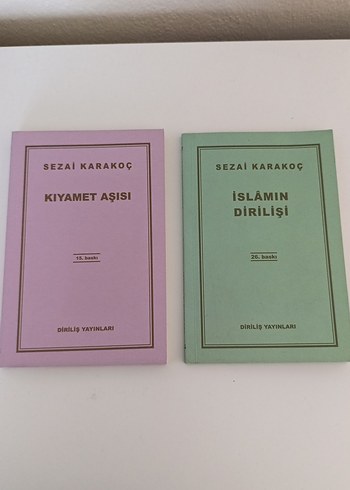 SEZAİ KARAKOÇ
KIYAMET AŞISI
15. baskı
DİRİLİŞ YAYINLARI
SEZAİ KARAKOÇ
İSLÂMIN
DİRİLİŞİ
20. baskı
DİRİLİŞ YAYINLARI